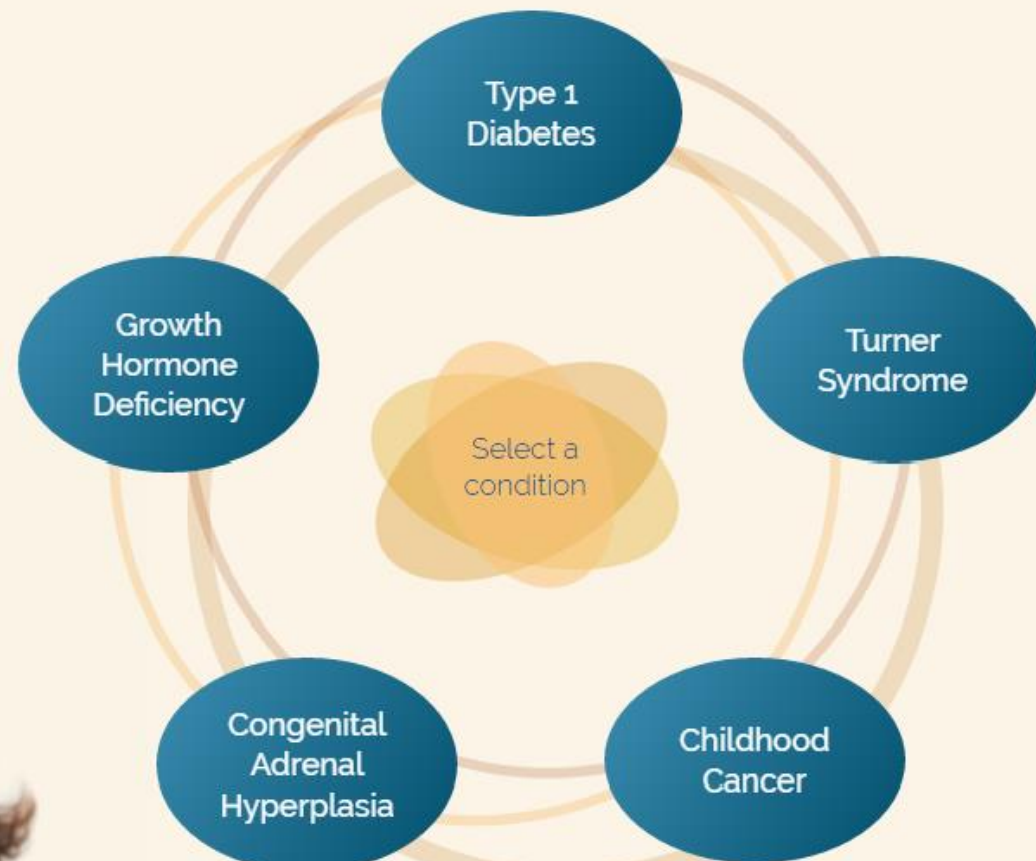 Type 1
Diabetes
Growth
Hormone
Deficiency
Turner
Syndrome
Select a
condition
Congenital
Adrenal
Hyperplasia
Childhood
Cancer